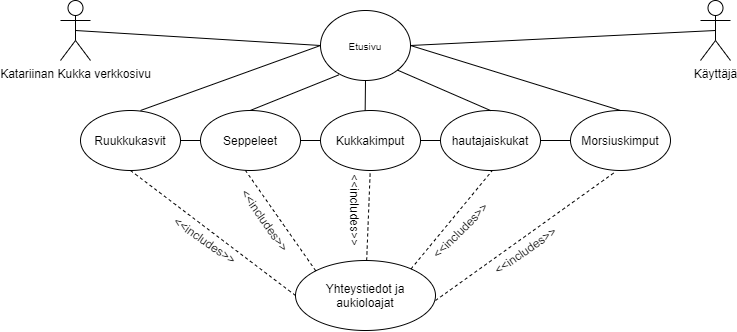 Etusivu
Katariinan Kukka verkkosivu
Käyttäjä
Ruukkukasvit
Seppeleet
Kukkakimput
hautajaiskukat
Morsiuskimput
<<includes>>
<<includes>>
<<includes>>
<<includes>>
<<includes>>
Yhteystiedot ja
aukioloajat